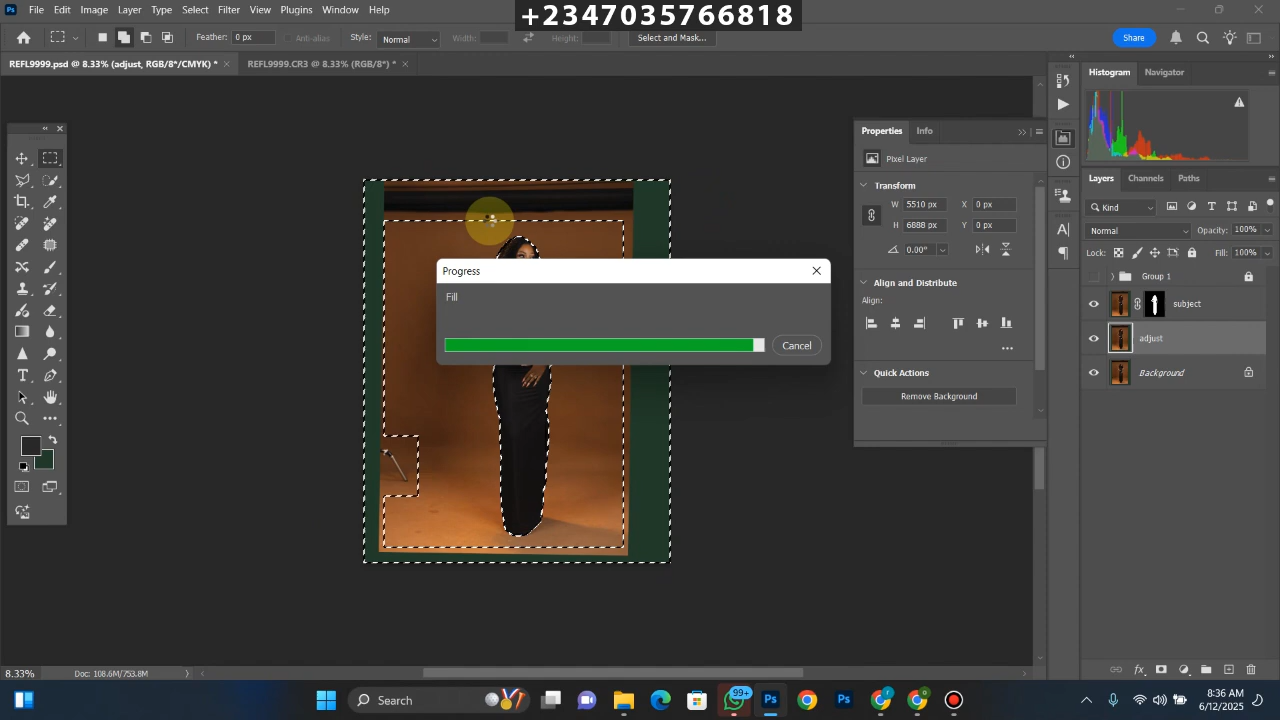 +2347035766818
Ps File Edit Image Layer Type Select Filter View Plugins Window Help
Feather: 0 px Anti-alias Style: Normal Width: Height: Select and Mask... Share
REFL9999.psd @ 8.33% (adjust, RGB/8*/CMYK) * × REFL9999.CR3 @ 8.33% (RGB/8*) * ×
Histogram Navigator
Properties Info
Pixel Layer
Transform
W 5510 px X 0 px
H 6888 px Y 0 px
0.00°
Align and Distribute
Align:
Quick Actions
Remove Background
Layers Channels Paths
Kind
Normal Opacity: 100%
Lock: Fill: 100%
Group 1
subject
adjust
Background
Progress
Fill
Cancel
8.33% Doc: 108.6M/753.8M
Search
99+
Ps
Ps
8:36 AM
6/12/2025